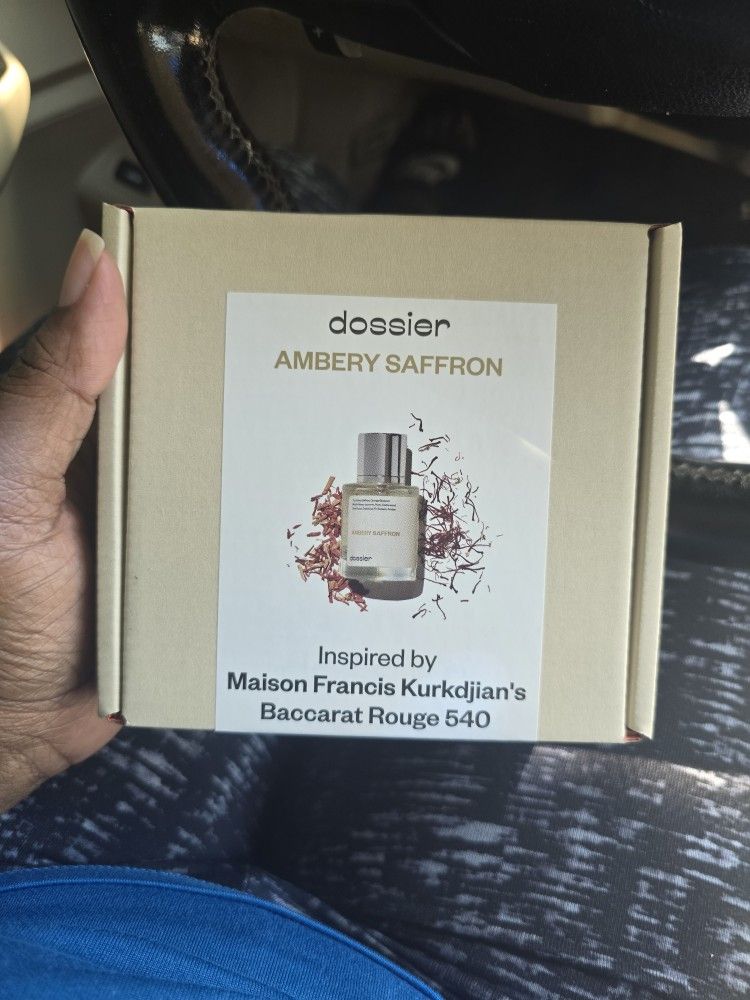 dossier
AMBERY SAFFRON
AMBERY SAFFRON
dossier
Inspired by
Maison Francis Kurkdjian's
Baccarat Rouge 540